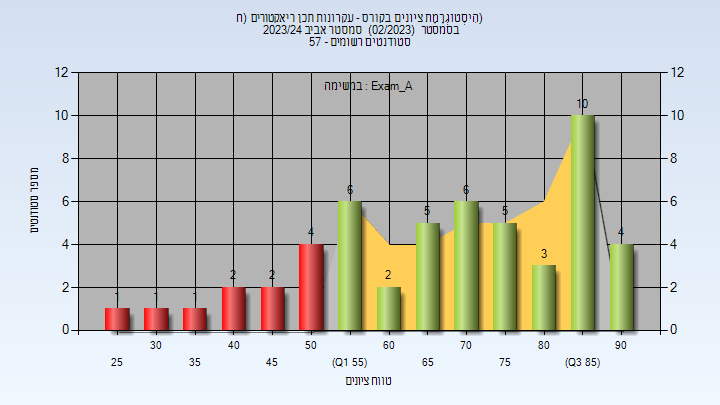 (היסטוגרמת ציונים בקורס - עקרונות תכן ריאקטורים (ח
בסמסטר (02/2023) סמסטר אביב 2023/24
סטודנטים רשומים - 57
במשימה : Exam_A
מספר סטודנטים
12 12
10 10
8 8
6 6
4 4
2 2
0 0
1 1 1 2 2 4 6 2 5 6 5 3 10 4
30 40 50 60 70 80 90
25 35 45 (Q1 55) 65 75 (Q3 85)
טווח ציונים